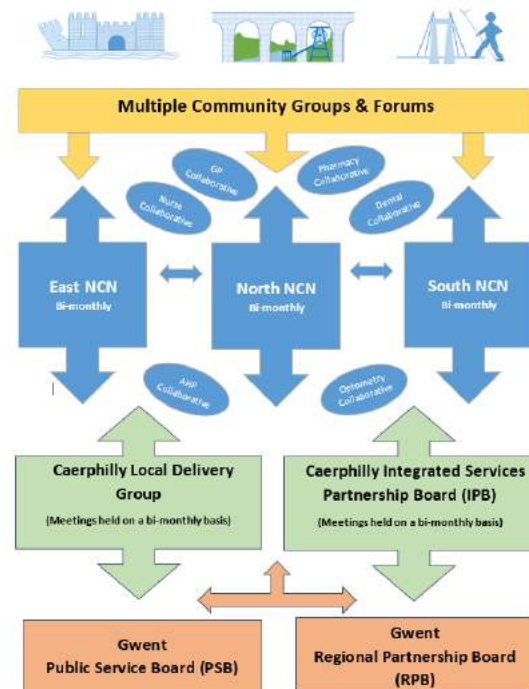 Multiple Community Groups & Forums
GP
Collaborative
Pharmacy
Collaborative
Nurse
Collaborative
Dental
Collaborative
East NCN
Bi-monthly
North NCN
Bi-monthly
South NCN
Bi-monthly
AHP
Collaborative
Optometry
Collaborative
Caerphilly Local Delivery
Group
(Meetings held on a bi-monthly basis)
Caerphilly Integrated Services
Partnership Board (IPB)
(Meetings held on a bi-monthly basis)
Gwent
Public Service Board (PSB)
Gwent
Regional Partnership Board
(RPB)